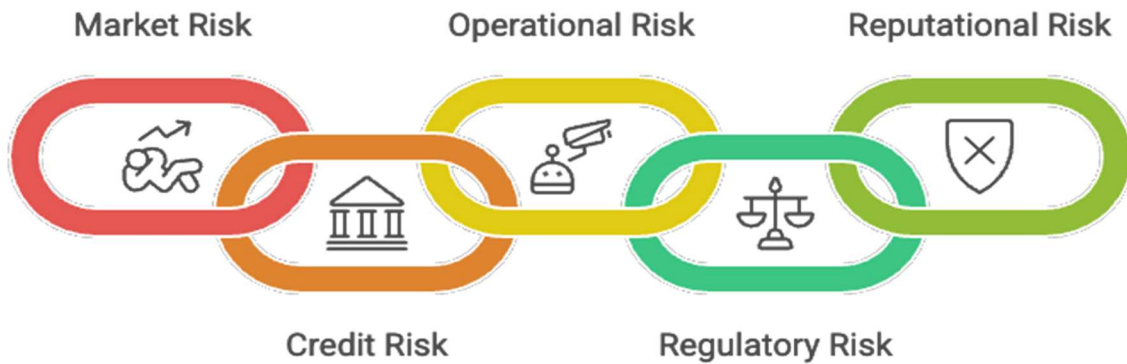 Market Risk
Operational Risk
Reputational Risk
Credit Risk
Regulatory Risk